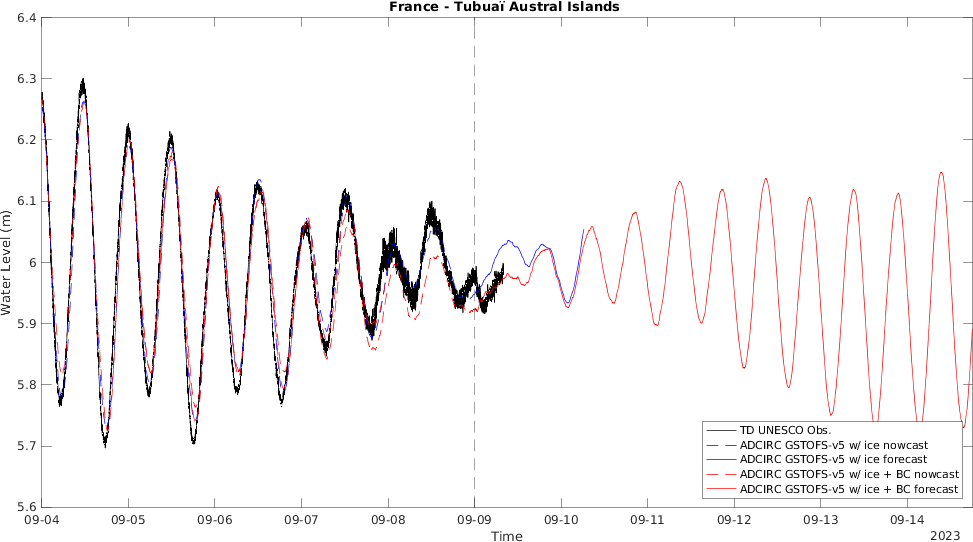 France - Tubuaï Austral Islands
6.4
6.3
6.2
6.1
6
5.9
5.8
5.7
5.6
Water Level (m)
TD UNESCO Obs.
ADCIRC GSTOFS-v5 w/ ice nowcast
ADCIRC GSTOFS-v5 w/ ice forecast
ADCIRC GSTOFS-v5 w/ ice + BC nowcast
ADCIRC GSTOFS-v5 w/ ice + BC forecast
09-04 09-05 09-06 09-07 09-08 09-09 09-10 09-11 09-12 09-13 09-14
Time
2023